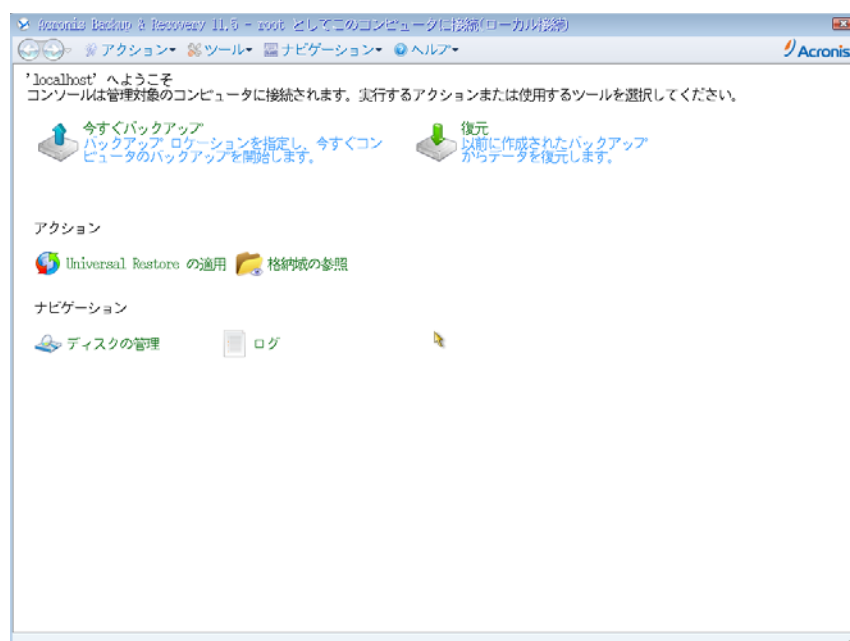 Acronis Backup & Recovery 11.5 - root としてこのコンピュータに接続(ローカル接続)
アクション ツール ナビゲーション ヘルプ
Acronis
'localhost' へようこそ
コンソールは管理対象のコンピュータに接続されます。実行するアクションまたは使用するツールを選択してください。
今すぐバックアップ
バックアップ ロケーションを指定し、今すぐコン
ピュータのバックアップを開始します。
復元
以前に作成されたバックアップ
からデータを復元します。
アクション
Universal Restore の適用 格納域の参照
ナビゲーション
ディスクの管理 ログ